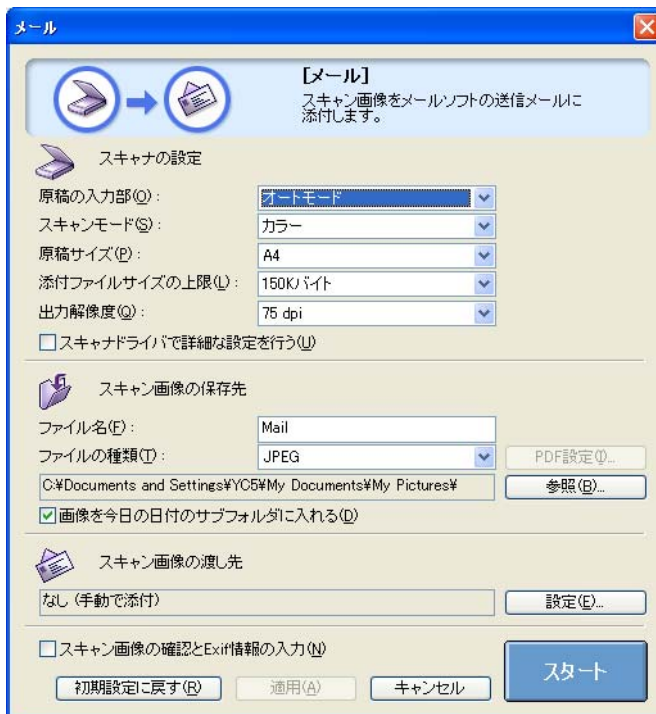 メール
[メール]
スキャン画像をメールソフトの送信メールに
添付します。
スキャナの設定
原稿の入力部(O): オートモード
スキャンモード(S): カラー
原稿サイズ(P): A4
添付ファイルサイズの上限(L): 150Kバイト
出力解像度(Q): 75 dpi
スキャナドライバで詳細な設定を行う(U)
スキャン画像の保存先
ファイル名(F): Mail
ファイルの種類(T): JPEG PDF設定(I)...
C:¥Documents and Settings¥YC5¥My Documents¥My Pictures¥ 参照(B)...
画像を今日の日付のサブフォルダに入れる(D)
スキャン画像の渡し先
なし (手動で添付) 設定(E)...
スキャン画像の確認とExif情報の入力(N)
初期設定に戻す(R) 適用(A) キャンセル スタート